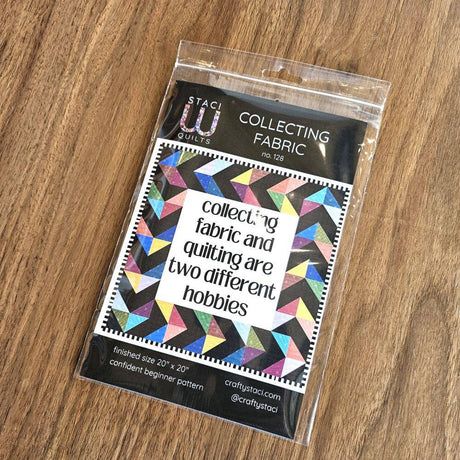 STACI
W
QUILTS
COLLECTING
FABRIC
no. 128
collecting
fabric and
quilting are
two different
hobbies
finished size 20" x 20"
confident beginner pattern
craftystaci.com
@craftystaci